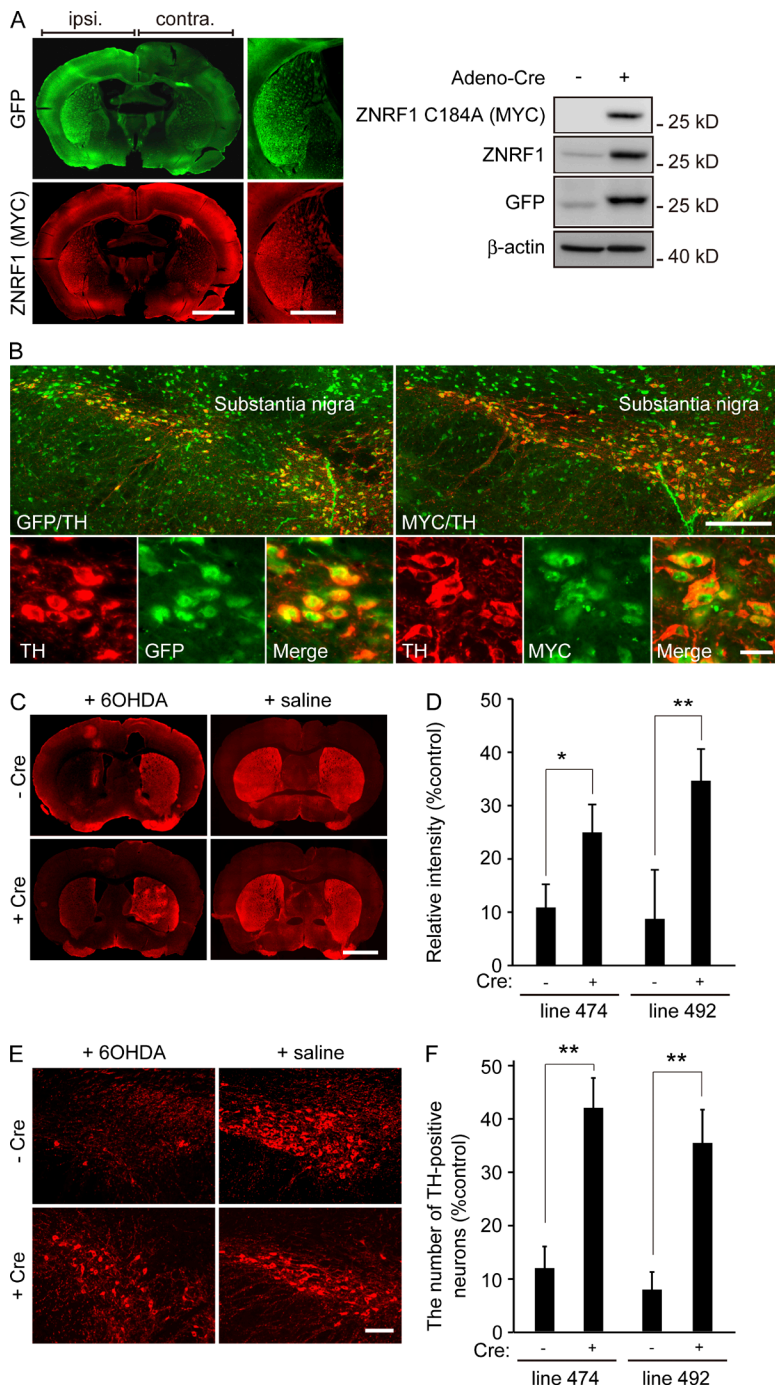 A
ipsi.
contra.
GFP
ZNRF1 (MYC)
Adeno-Cre - +
ZNRF1 C184A (MYC)
- 25 kD
ZNRF1
- 25 kD
GFP
- 25 kD
β-actin
- 40 kD
B
Substantia nigra
GFP/TH
Substantia nigra
MYC/TH
TH
GFP
Merge
TH
MYC
Merge
C
+ 6OHDA
+ saline
- Cre
+ Cre
D
Relative intensity (%control)
50
40
30
20
10
0
*
**
Cre: - + - +
line 474
line 492
E
+ 6OHDA
+ saline
- Cre
+ Cre
F
The number of TH-positive
neurons (%control)
50
40
30
20
10
0
**
**
Cre: - + - +
line 474
line 492